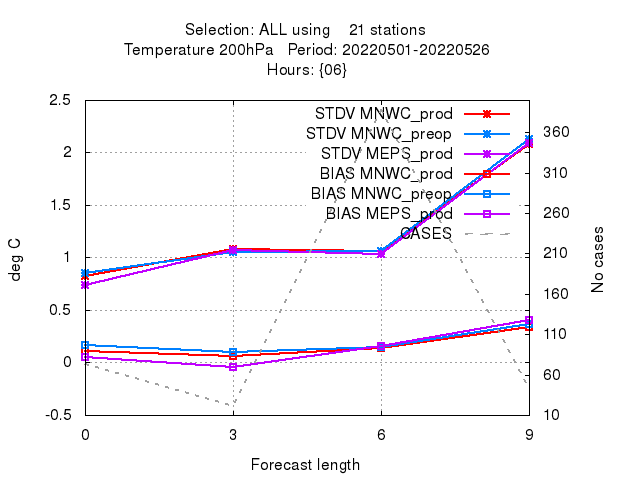 Selection: ALL using 21 stations
Temperature 200hPa Period: 20220501-20220526
Hours: {06}
STDV MNWC_prod
STDV MNWC_preop
STDV MEPS_prod
BIAS MNWC_prod
BIAS MNWC_preop
BIAS MEPS_prod
CASES
2.5
2
1.5
1
0.5
0
-0.5
deg C
360
310
260
210
160
110
60
10
No cases
0 3 6 9
Forecast length